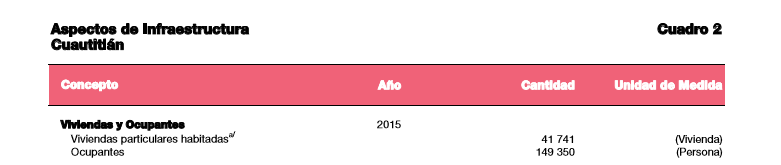 Aspectos de Infraestructura Cuadro 2
Cuautitlán
Concepto Año Cantidad Unidad de Medida
Viviendas y Ocupantes 2015
Viviendas particulares habitadas a/ 41 741 (Vivienda)
Ocupantes 149 350 (Persona)